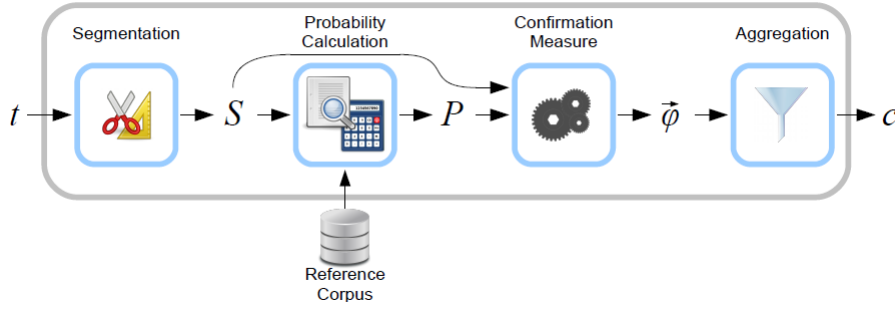 Segmentation
Probability
Calculation
Confirmation
Measure
Aggregation
t
S
P
φ⃗
c
Reference
Corpus